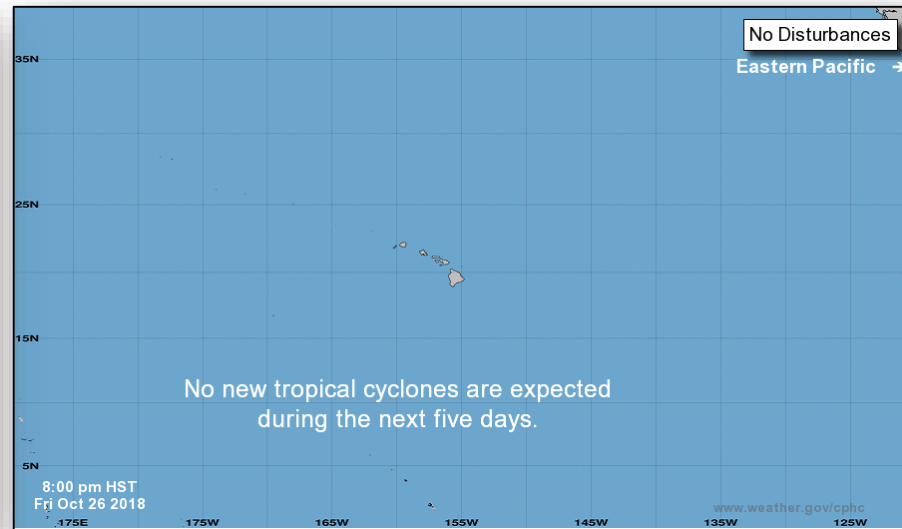 No Disturbances
Eastern Pacific →
35N
25N
15N
No new tropical cyclones are expected
during the next five days.
5N
8:00 pm HST
Fri Oct 26 2018
www.weather.gov/cphc
175E
175W
165W
155W
145W
135W
125W